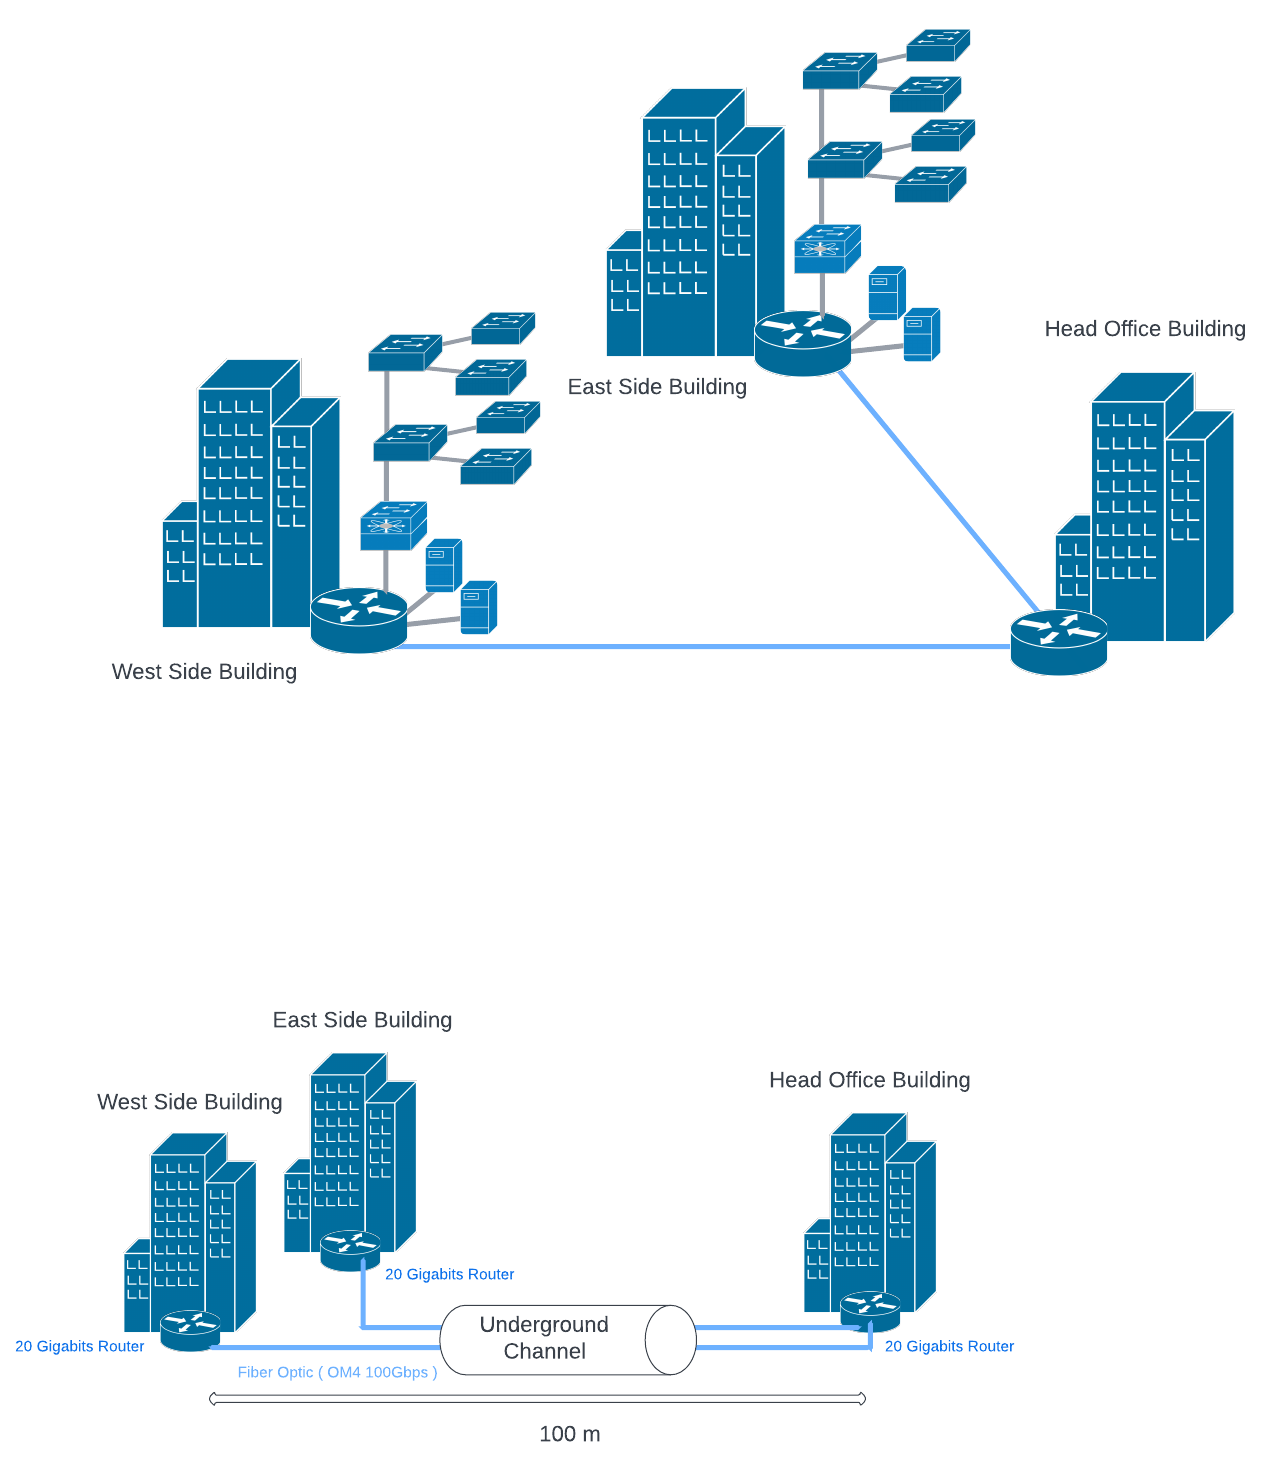 Head Office Building
East Side Building
West Side Building
East Side Building
Head Office Building
West Side Building
20 Gigabits Router
Underground
Channel
20 Gigabits Router
20 Gigabits Router
Fiber Optic ( OM4 100Gbps )
100 m